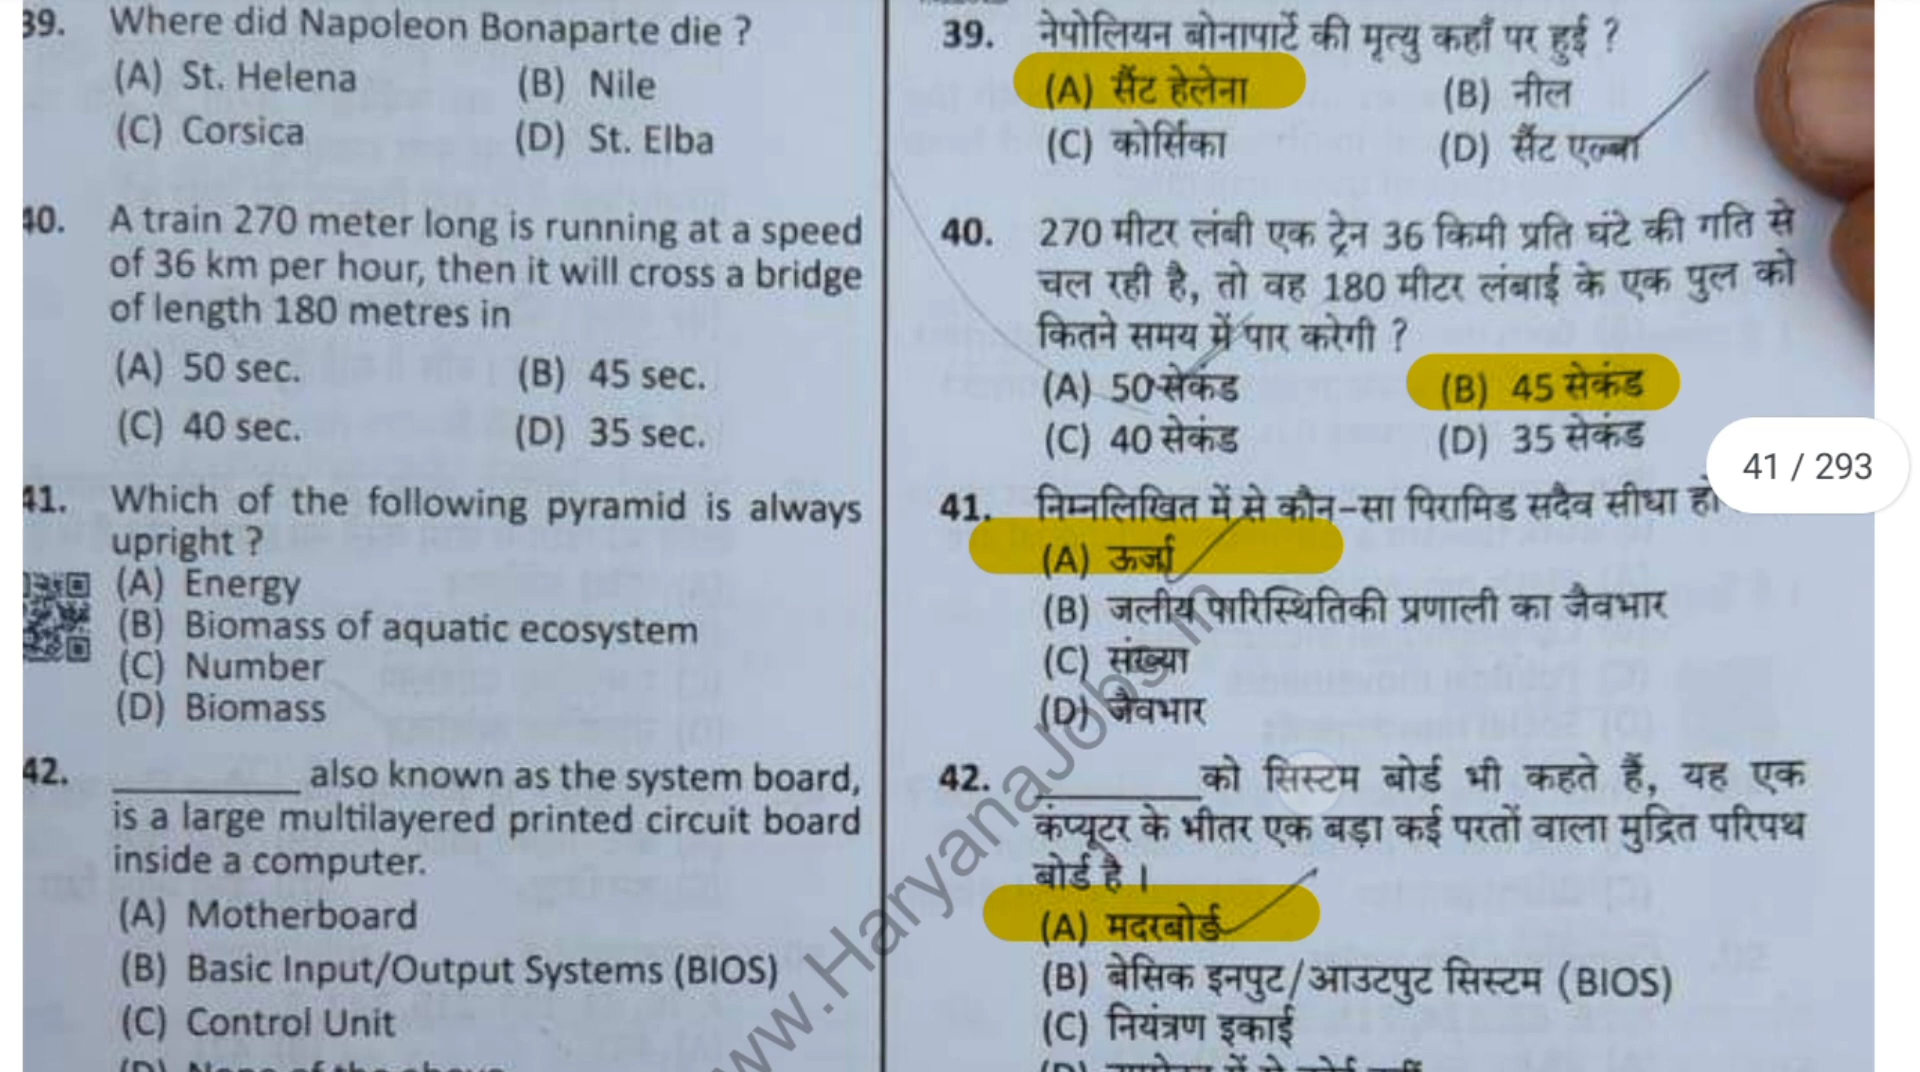 39. Where did Napoleon Bonaparte die ?
(A) St. Helena (B) Nile
(C) Corsica (D) St. Elba
40. A train 270 meter long is running at a speed
of 36 km per hour, then it will cross a bridge
of length 180 metres in
(A) 50 sec. (B) 45 sec.
(C) 40 sec. (D) 35 sec.
41. Which of the following pyramid is always
upright ?
(A) Energy
(B) Biomass of aquatic ecosystem
(C) Number
(D) Biomass
42. ________ also known as the system board,
is a large multilayered printed circuit board
inside a computer.
(A) Motherboard
(B) Basic Input/Output Systems (BIOS)
(C) Control Unit
(D) None of the above
39. नेपोलियन बोनापार्टे की मृत्यु कहाँ पर हुई ?
(A) सैंट हेलेना (B) नील
(C) कोर्सिका (D) सैंट एल्बा
40. 270 मीटर लंबी एक ट्रेन 36 किमी प्रति घंटे की गति से
चल रही है, तो वह 180 मीटर लंबाई के एक पुल को
कितने समय में पार करेगी ?
(A) 50 सेकंड (B) 45 सेकंड
(C) 40 सेकंड (D) 35 सेकंड
41. निम्नलिखित में से कौन-सा पिरामिड सदैव सीधा हो
(A) ऊर्जा
(B) जलीय पारिस्थितिकी प्रणाली का जैवभार
(C) संख्या
(D) जैवभार
42. ________ को सिस्टम बोर्ड भी कहते हैं, यह एक
कंप्यूटर के भीतर एक बड़ा कई परतों वाला मुद्रित परिपथ
बोर्ड है ।
(A) मदरबोर्ड
(B) बेसिक इनपुट/आउटपुट सिस्टम (BIOS)
(C) नियंत्रण इकाई
41 / 293
ww.HaryanaJobs.in